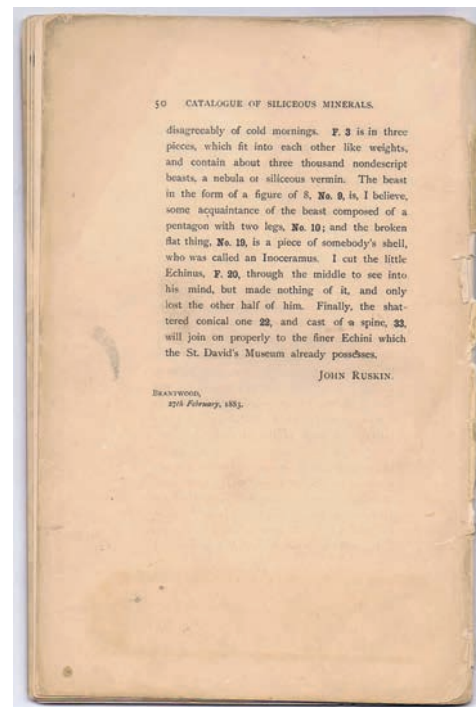 50 CATALOGUE OF SILICEOUS MINERALS.
disagreeably of cold mornings. F. 3 is in three
pieces, which fit into each other like weights,
and contain about three thousand nondescript
beasts, a nebula of siliceous vermin. The beast
in the form of a figure of 8, No. 9, is, I believe,
some acquaintance of the beast composed of a
pentagon with two legs, No. 10; and the broken
flat thing, No. 19, is a piece of somebody's shell,
who was called an Inoceramus. I cut the little
Echinus, F. 20, through the middle to see into
his mind, but made nothing of it, and only
lost the other half of him. Finally, the shat-
tered conical one 22, and cast of a spine, 33,
will join on properly to the finer Echini which
the St. David's Museum already possesses.
JOHN RUSKIN.
BRANTWOOD,
27th February, 1883.